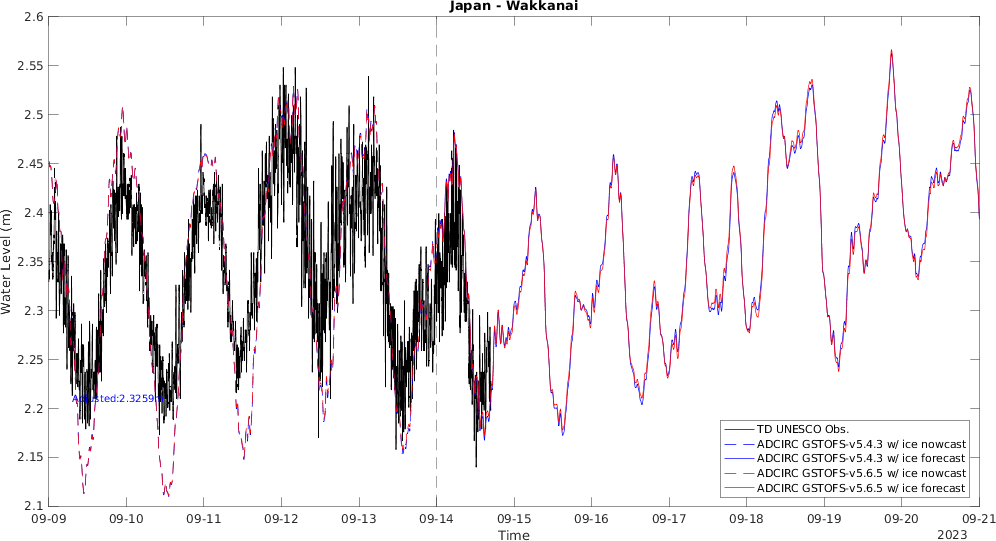 Japan - Wakkanai
2.6
2.55
2.5
2.45
2.4
2.35
2.3
2.25
2.2
2.15
2.1
Water Level (m)
Adjusted:2.3259m
TD UNESCO Obs.
ADCIRC GSTOFS-v5.4.3 w/ ice nowcast
ADCIRC GSTOFS-v5.4.3 w/ ice forecast
ADCIRC GSTOFS-v5.6.5 w/ ice nowcast
ADCIRC GSTOFS-v5.6.5 w/ ice forecast
09-09 09-10 09-11 09-12 09-13 09-14 09-15 09-16 09-17 09-18 09-19 09-20 09-21
Time
2023